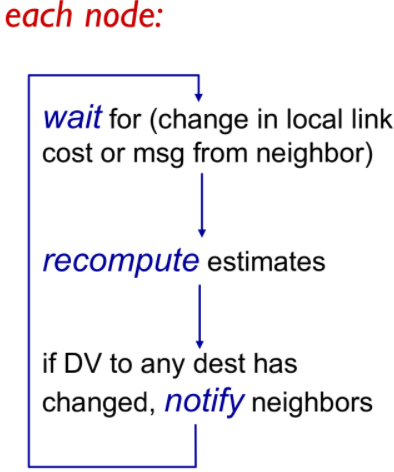 each node:
wait for (change in local link
cost or msg from neighbor)
recompute estimates
if DV to any dest has
changed, notify neighbors